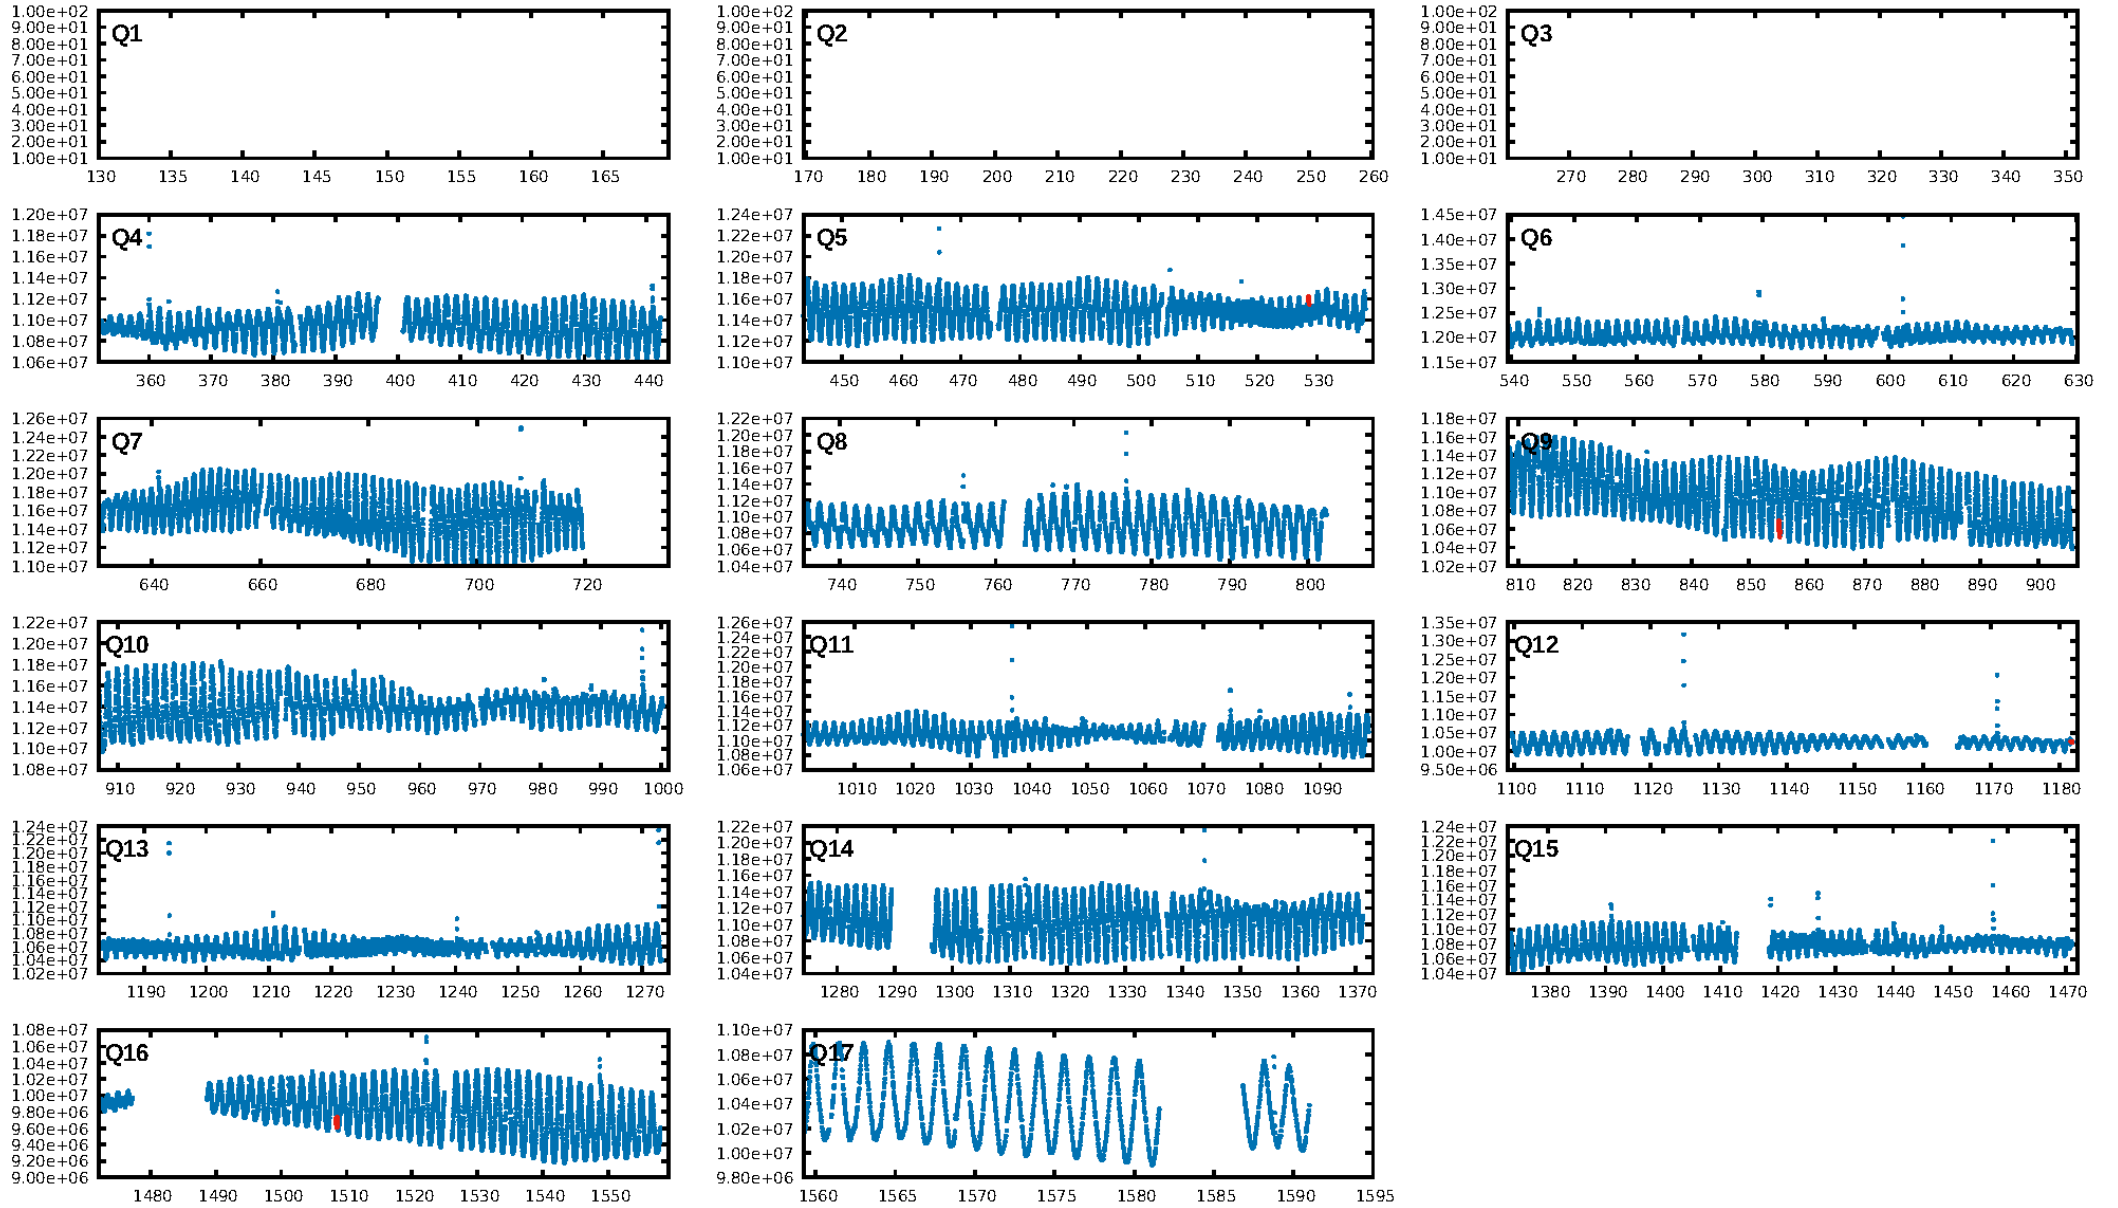 Q1
1.00e+02
9.00e+01
8.00e+01
7.00e+01
6.00e+01
5.00e+01
4.00e+01
3.00e+01
2.00e+01
1.00e+01
130 135 140 145 150 155 160 165
Q2
1.00e+02
9.00e+01
8.00e+01
7.00e+01
6.00e+01
5.00e+01
4.00e+01
3.00e+01
2.00e+01
1.00e+01
170 180 190 200 210 220 230 240 250 260
Q3
1.00e+02
9.00e+01
8.00e+01
7.00e+01
6.00e+01
5.00e+01
4.00e+01
3.00e+01
2.00e+01
1.00e+01
270 280 290 300 310 320 330 340 350
Q4
1.20e+07
1.18e+07
1.16e+07
1.14e+07
1.12e+07
1.10e+07
1.08e+07
1.06e+07
360 370 380 390 400 410 420 430 440
Q5
1.24e+07
1.22e+07
1.20e+07
1.18e+07
1.16e+07
1.14e+07
1.12e+07
1.10e+07
450 460 470 480 490 500 510 520 530
Q6
1.45e+07
1.40e+07
1.35e+07
1.30e+07
1.25e+07
1.20e+07
1.15e+07
540 550 560 570 580 590 600 610 620 630
Q7
1.26e+07
1.24e+07
1.22e+07
1.20e+07
1.18e+07
1.16e+07
1.14e+07
1.12e+07
1.10e+07
640 660 680 700 720
Q8
1.22e+07
1.20e+07
1.18e+07
1.16e+07
1.14e+07
1.12e+07
1.10e+07
1.08e+07
1.06e+07
1.04e+07
740 750 760 770 780 790 800
Q9
1.18e+07
1.16e+07
1.14e+07
1.12e+07
1.10e+07
1.08e+07
1.06e+07
1.04e+07
1.02e+07
810 820 830 840 850 860 870 880 890 900
Q10
1.22e+07
1.20e+07
1.18e+07
1.16e+07
1.14e+07
1.12e+07
1.10e+07
1.08e+07
910 920 930 940 950 960 970 980 990 1000
Q11
1.26e+07
1.24e+07
1.22e+07
1.20e+07
1.18e+07
1.16e+07
1.14e+07
1.12e+07
1.10e+07
1.08e+07
1.06e+07
1010 1020 1030 1040 1050 1060 1070 1080 1090
Q12
1.35e+07
1.30e+07
1.25e+07
1.20e+07
1.15e+07
1.10e+07
1.05e+07
1.00e+07
9.50e+06
1100 1110 1120 1130 1140 1150 1160 1170 1180
Q13
1.24e+07
1.22e+07
1.20e+07
1.18e+07
1.16e+07
1.14e+07
1.12e+07
1.10e+07
1.08e+07
1.06e+07
1.04e+07
1.02e+07
1190 1200 1210 1220 1230 1240 1250 1260 1270
Q14
1.22e+07
1.20e+07
1.18e+07
1.16e+07
1.14e+07
1.12e+07
1.10e+07
1.08e+07
1.06e+07
1.04e+07
1280 1290 1300 1310 1320 1330 1340 1350 1360 1370
Q15
1.24e+07
1.22e+07
1.20e+07
1.18e+07
1.16e+07
1.14e+07
1.12e+07
1.10e+07
1.08e+07
1.06e+07
1.04e+07
1380 1390 1400 1410 1420 1430 1440 1450 1460 1470
Q16
1.08e+07
1.06e+07
1.04e+07
1.02e+07
1.00e+07
9.80e+06
9.60e+06
9.40e+06
9.20e+06
9.00e+06
1480 1490 1500 1510 1520 1530 1540 1550
Q17
1.10e+07
1.08e+07
1.06e+07
1.04e+07
1.02e+07
1.00e+07
9.80e+06
1560 1565 1570 1575 1580 1585 1590 1595